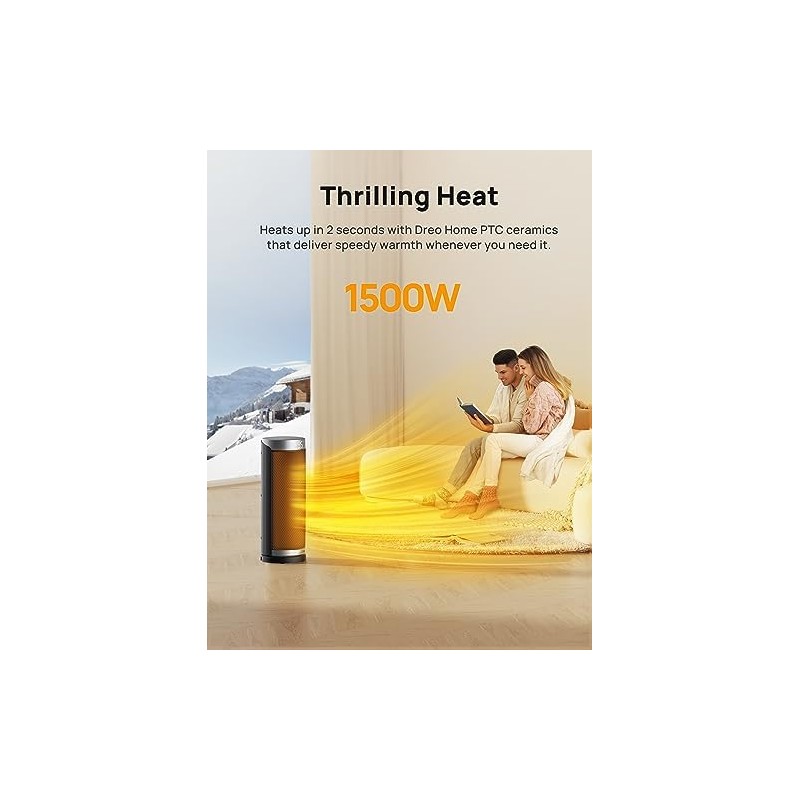 Thrilling Heat
Heats up in 2 seconds with Dreo Home PTC ceramics
that deliver speedy warmth whenever you need it.
1500W